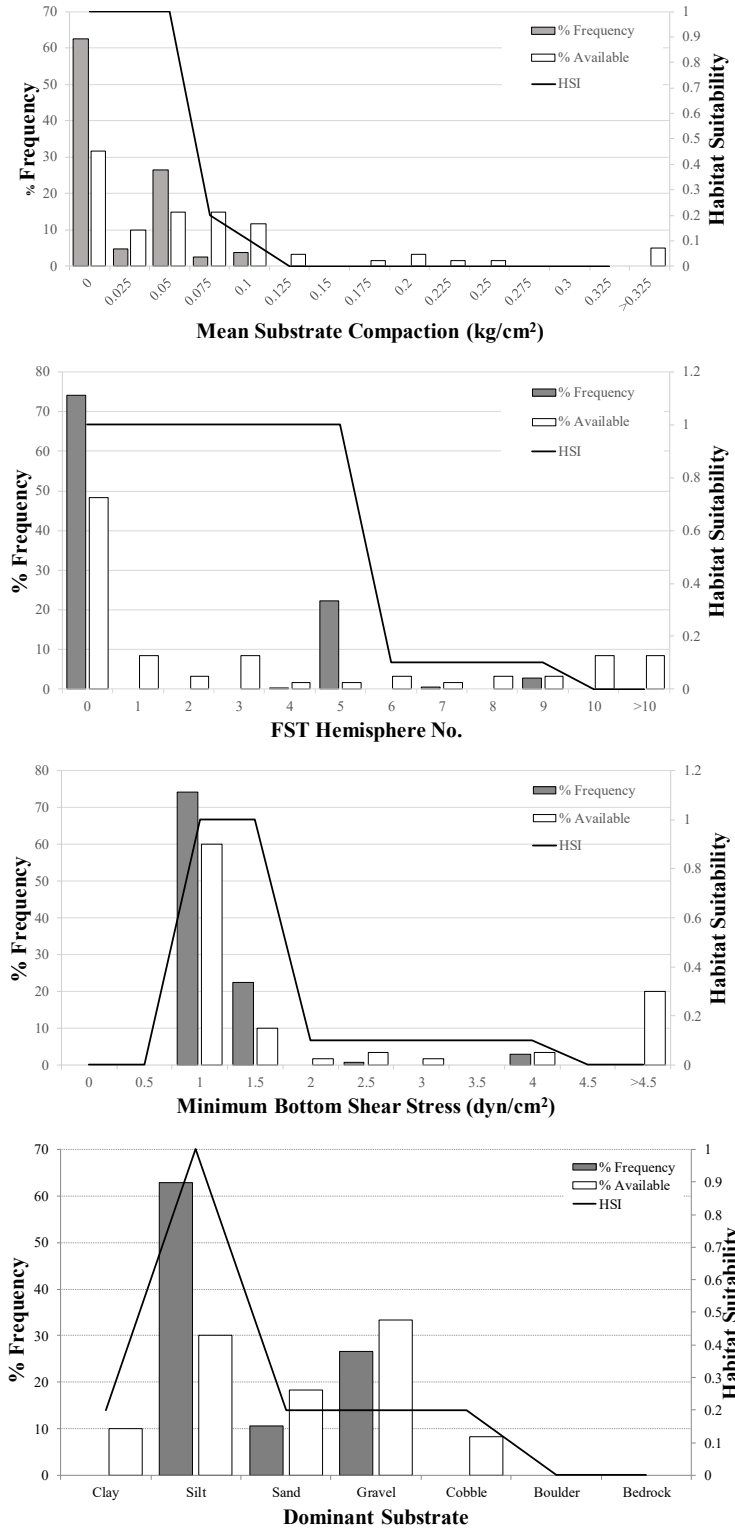 70
60
50
40
30
20
10
0
% Frequency
1
0.9
0.8
0.7
0.6
0.5
0.4
0.3
0.2
0.1
0
Habitat Suitability
% Frequency
% Available
HSI
0 0.025 0.05 0.075 0.1 0.125 0.15 0.175 0.2 0.225 0.25 0.275 0.3 0.325 >0.325
Mean Substrate Compaction (kg/cm²)
80
70
60
50
40
30
20
10
0
% Frequency
1.2
1
0.8
0.6
0.4
0.2
0
Habitat Suitability
% Frequency
% Available
HSI
0 1 2 3 4 5 6 7 8 9 10 >10
FST Hemisphere No.
80
70
60
50
40
30
20
10
0
% Frequency
1.2
1
0.8
0.6
0.4
0.2
0
Habitat Suitability
% Frequency
% Available
HSI
0 0.5 1 1.5 2 2.5 3 3.5 4 4.5 >4.5
Minimum Bottom Shear Stress (dyn/cm²)
70
60
50
40
30
20
10
0
% Frequency
1
0.9
0.8
0.7
0.6
0.5
0.4
0.3
0.2
0.1
0
Habitat Suitability
% Frequency
% Available
HSI
Clay Silt Sand Gravel Cobble Boulder Bedrock
Dominant Substrate